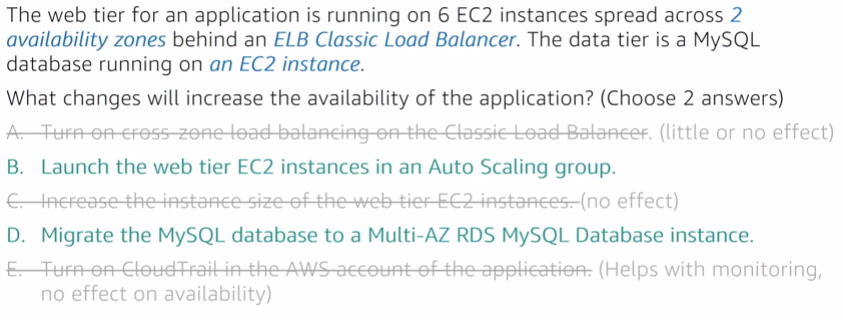 The web tier for an application is running on 6 EC2 instances spread across 2
availability zones behind an ELB Classic Load Balancer. The data tier is a MySQL
database running on an EC2 instance.
What changes will increase the availability of the application? (Choose 2 answers)
A. Turn on cross-zone load balancing on the Classic Load Balancer. (little or no effect)
B. Launch the web tier EC2 instances in an Auto Scaling group.
C. Increase the instance size of the web tier EC2 instances. (no effect)
D. Migrate the MySQL database to a Multi-AZ RDS MySQL Database instance.
E. Turn on CloudTrail in the AWS account of the application. (Helps with monitoring,
no effect on availability)